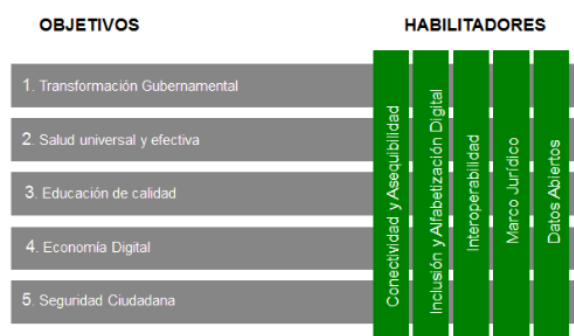 OBJETIVOS
HABILITADORES
1. Transformación Gubernamental
2. Salud universal y efectiva
3. Educación de calidad
4. Economía Digital
5. Seguridad Ciudadana
Conectividad y Asequibilidad
Inclusión y Alfabetización Digital
Interoperabilidad
Marco Jurídico
Datos Abiertos